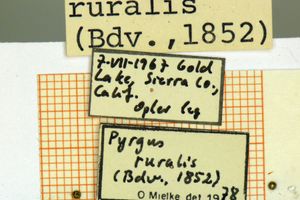 ruralis
(Bdv., 1852)
7-VII-1967 Gold
Lake, Sierra Co.,
Calif.
Opler leg
Pyrgus
ruralis
(Bdv., 1852)
O Mielke det. 1978